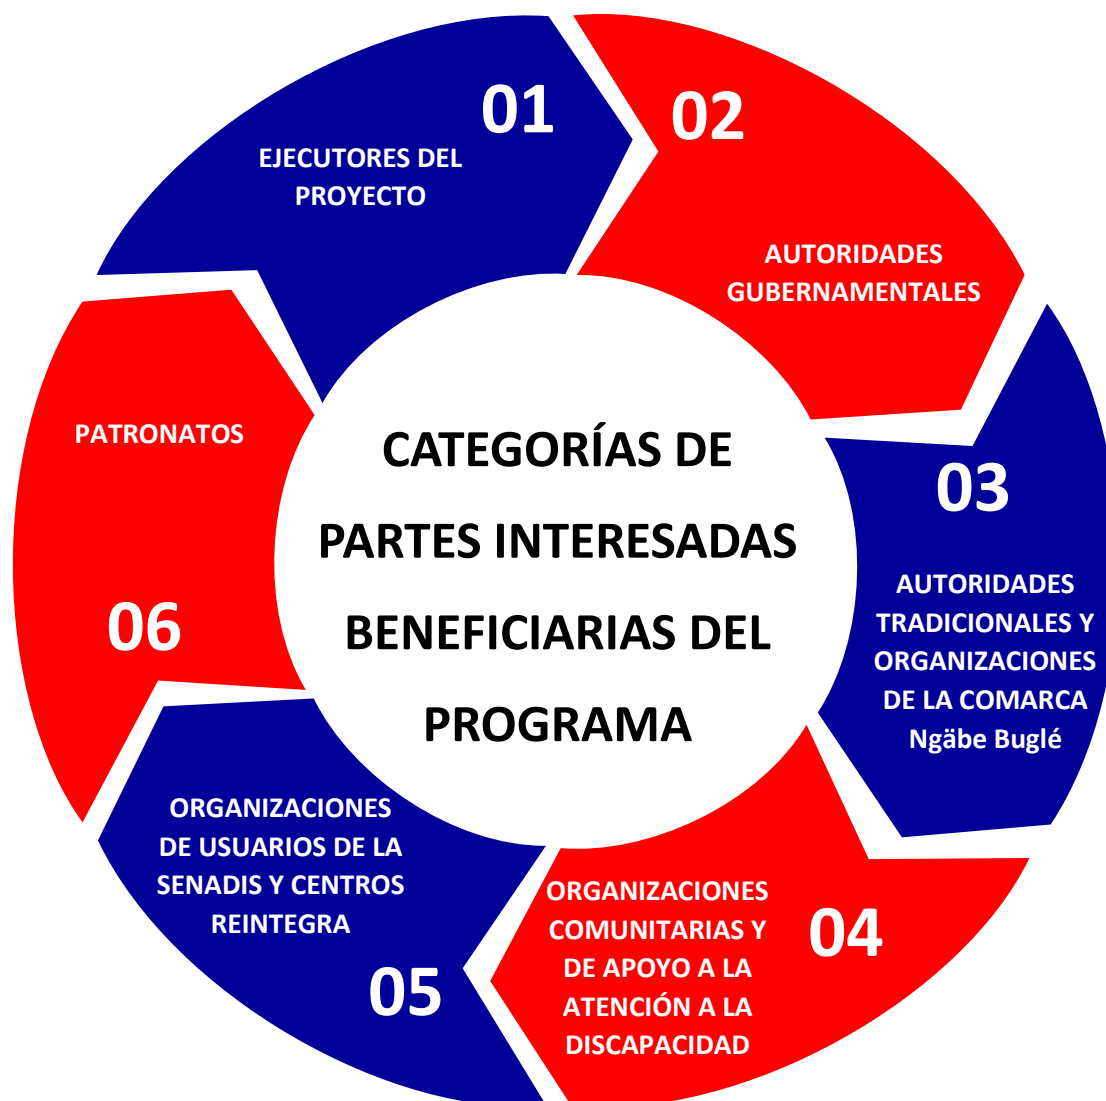 01
EJECUTORES DEL
PROYECTO
02
AUTORIDADES
GUBERNAMENTALES
03
AUTORIDADES
TRADICIONALES Y
ORGANIZACIONES
DE LA COMARCA
Ngäbe Buglé
04
ORGANIZACIONES
COMUNITARIAS Y
DE APOYO A LA
ATENCIÓN A LA
DISCAPACIDAD
05
ORGANIZACIONES
DE USUARIOS DE LA
SENADIS Y CENTROS
REINTEGRA
06
PATRONATOS
CATEGORÍAS DE
PARTES INTERESADAS
BENEFICIARIAS DEL
PROGRAMA